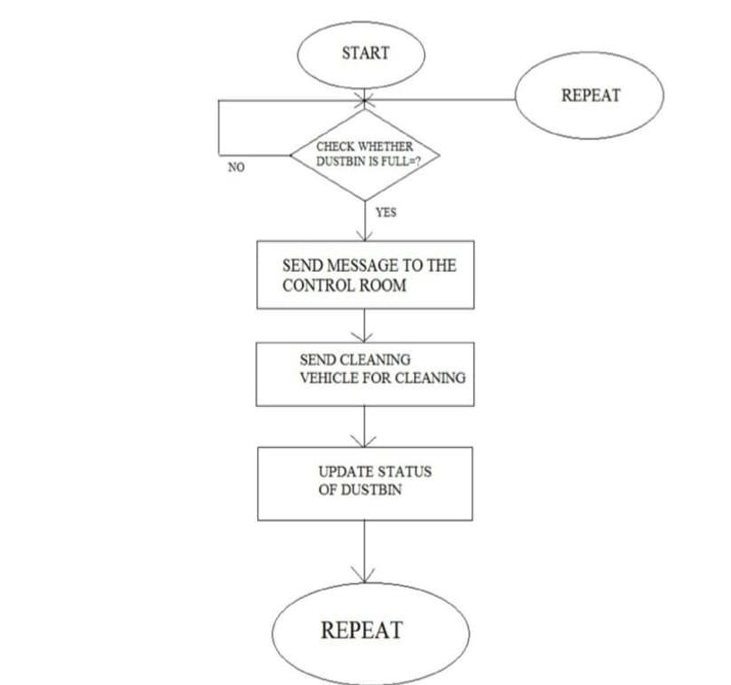 START
REPEAT
CHECK WHETHER
DUSTBIN IS FULL=?
NO
YES
SEND MESSAGE TO THE
CONTROL ROOM
SEND CLEANING
VEHICLE FOR CLEANING
UPDATE STATUS
OF DUSTBIN
REPEAT